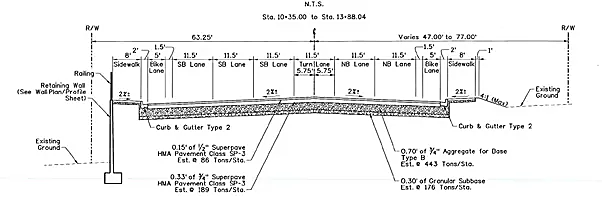 N.T.S.
Sta. 10+35.00 to Sta. 13+88.04
R/W
℄
R/W
63.25'
Varies 47.00' to 77.00'
8' 2' 1.5' 5' 11.5' 11.5' 11.5' 11.5' 11.5' 11.5' 1.5' 5' 2' 8' 1'
Sidewalk Bike Lane SB Lane SB Lane SB Lane Turn Lane NB Lane NB Lane Bike Lane Sidewalk
5.75' 5.75'
Railing
Retaining Wall
(See Wall Plan/Profile
Sheet)
2%± 2%± 2%± 2%±
4:1 (Max)
Existing
Ground
Curb & Gutter Type 2
Curb & Gutter Type 2
Existing
Ground
0.15' of 1/2" Superpave
HMA Pavement Class SP-3
Est. @ 86 Tons/Sta.
0.70' of 3/4" Aggregate for Base
Type B
Est. @ 443 Tons/Sta.
0.33' of 3/4" Superpave
HMA Pavement Class SP-3
Est. @ 189 Tons/Sta.
0.30' of Granular Subbase
Est. @ 176 Tons/Sta.